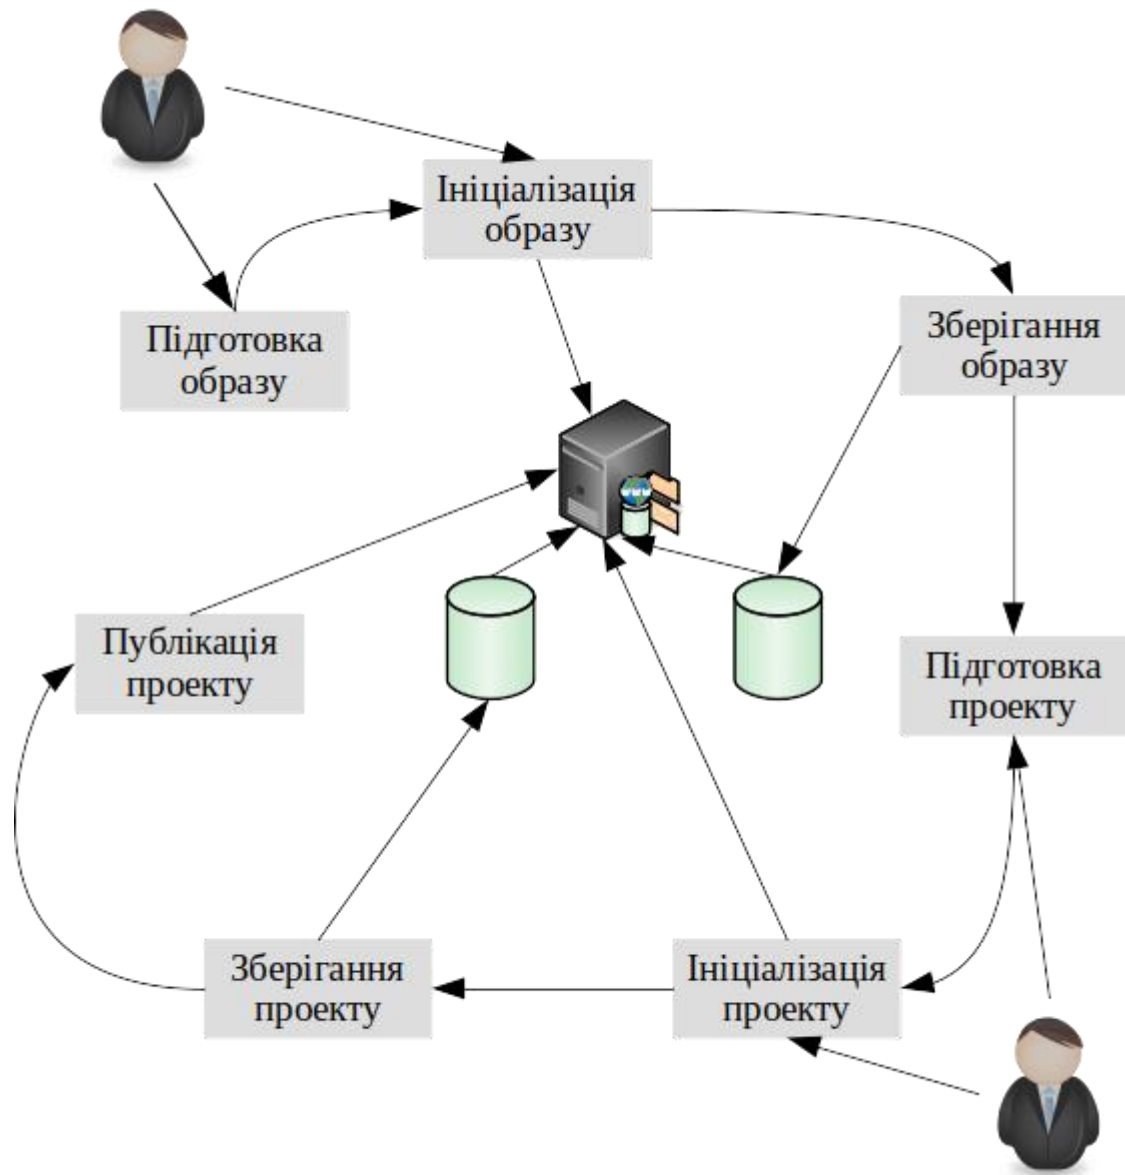 Ініціалізація
образу
Підготовка
образу
Зберігання
образу
Публікація
проекту
Підготовка
проекту
Зберігання
проекту
Ініціалізація
проекту